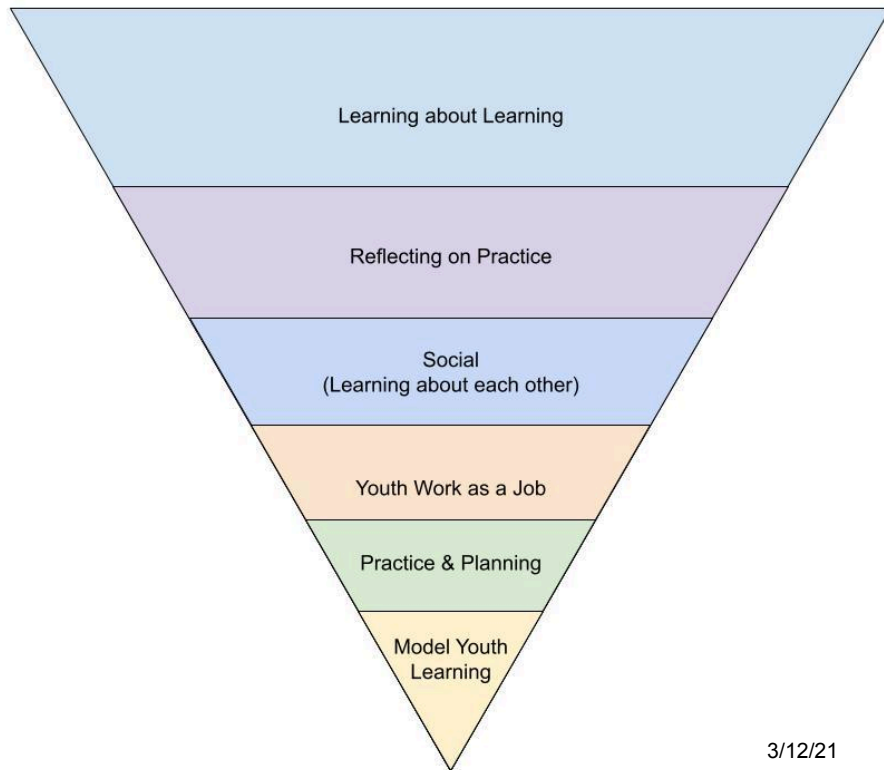 Learning about Learning
Reflecting on Practice
Social
(Learning about each other)
Youth Work as a Job
Practice & Planning
Model Youth
Learning
3/12/21